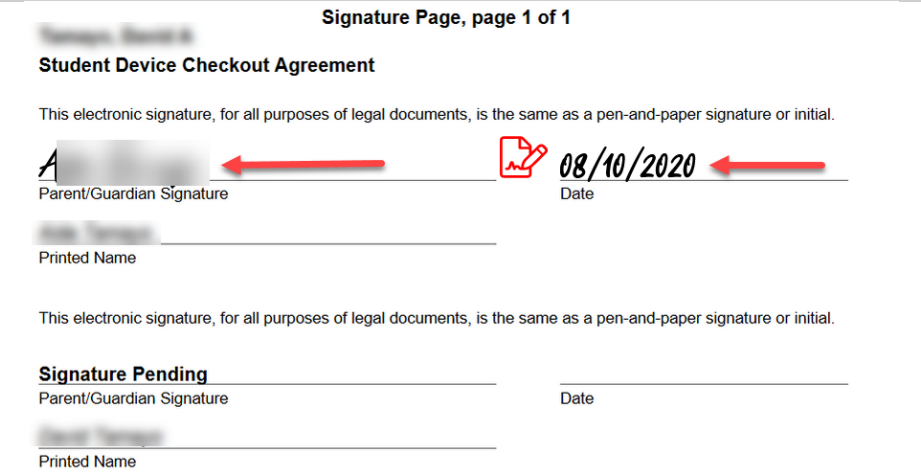 Signature Page, page 1 of 1
Student Device Checkout Agreement
This electronic signature, for all purposes of legal documents, is the same as a pen-and-paper signature or initial.
08/10/2020
Parent/Guardian Signature Date
Printed Name
This electronic signature, for all purposes of legal documents, is the same as a pen-and-paper signature or initial.
Signature Pending
Parent/Guardian Signature Date
Printed Name